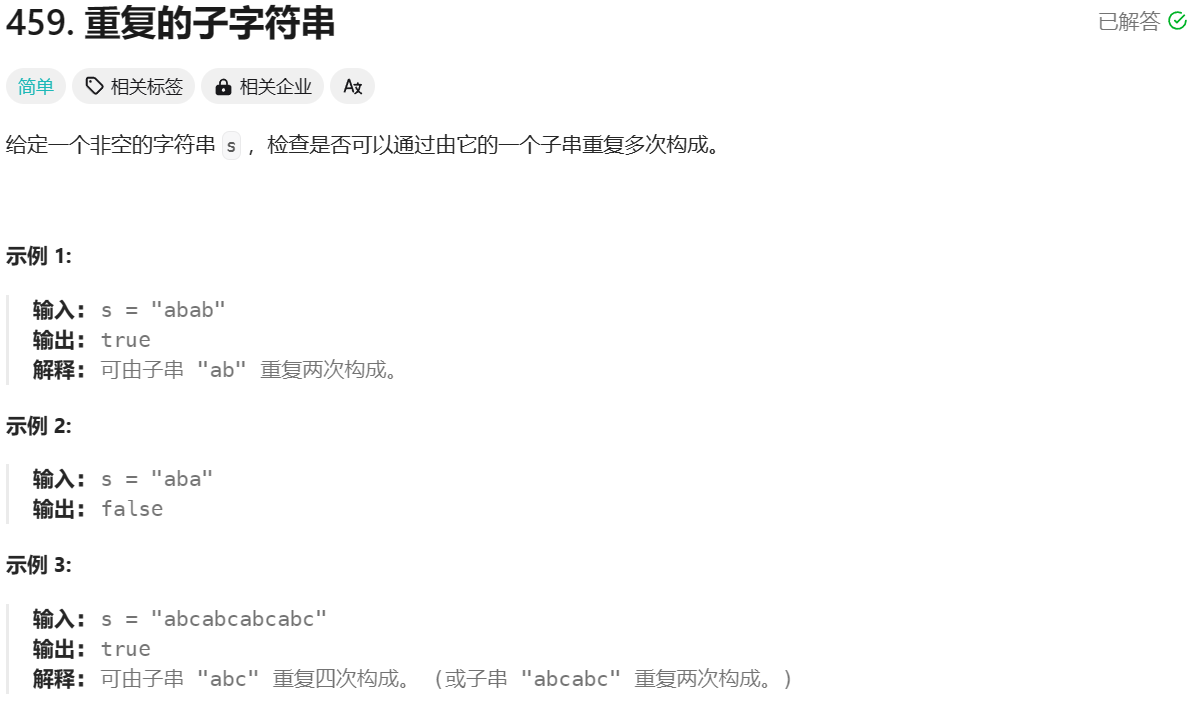 459. 重复的子字符串
已解答
简单 相关标签 相关企业 Ax
给定一个非空的字符串 s ，检查是否可以通过由它的一个子串重复多次构成。
示例 1:
输入: s = "abab"
输出: true
解释: 可由子串 "ab" 重复两次构成。
示例 2:
输入: s = "aba"
输出: false
示例 3:
输入: s = "abcabcabcabc"
输出: true
解释: 可由子串 "abc" 重复四次构成。 (或子串 "abcabc" 重复两次构成。)